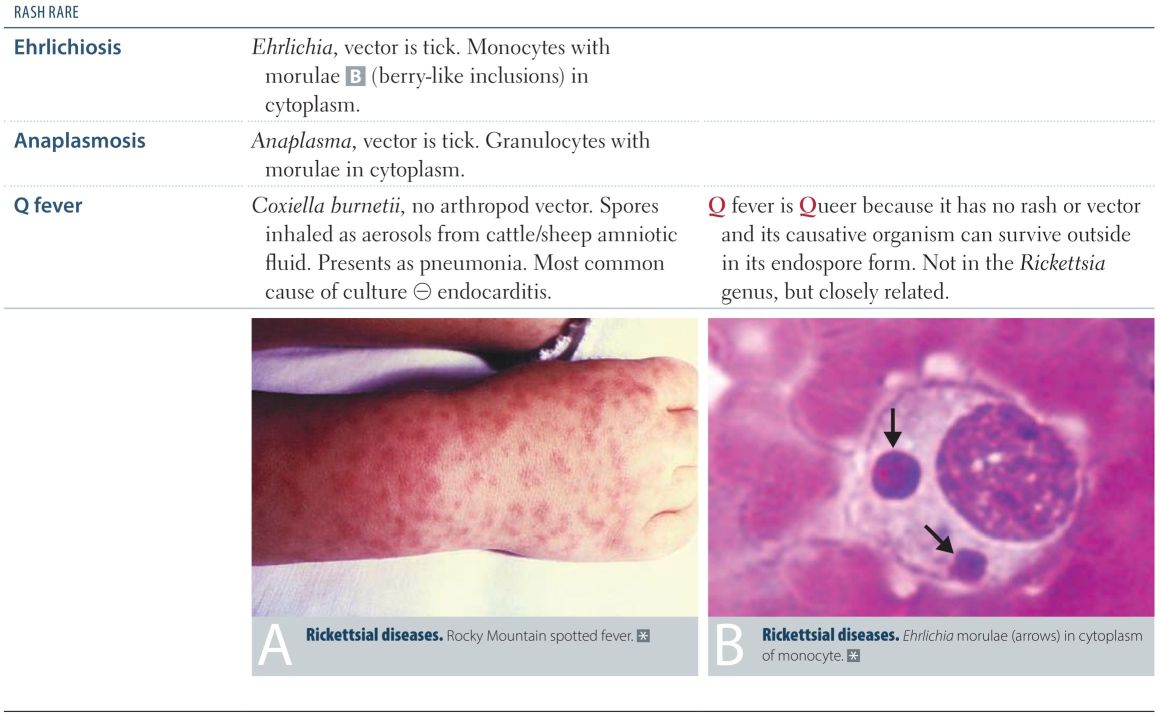 RASH RARE
Ehrlichiosis
Ehrlichia, vector is tick. Monocytes with
morulae B (berry-like inclusions) in
cytoplasm.
Anaplasmosis
Anaplasma, vector is tick. Granulocytes with
morulae in cytoplasm.
Q fever
Coxiella burnetii, no arthropod vector. Spores
inhaled as aerosols from cattle/sheep amniotic
fluid. Presents as pneumonia. Most common
cause of culture ⊖ endocarditis.
Q fever is Queer because it has no rash or vector
and its causative organism can survive outside
in its endospore form. Not in the Rickettsia
genus, but closely related.
A
Rickettsial diseases. Rocky Mountain spotted fever. *
B
Rickettsial diseases. Ehrlichia morulae (arrows) in cytoplasm
of monocyte. *